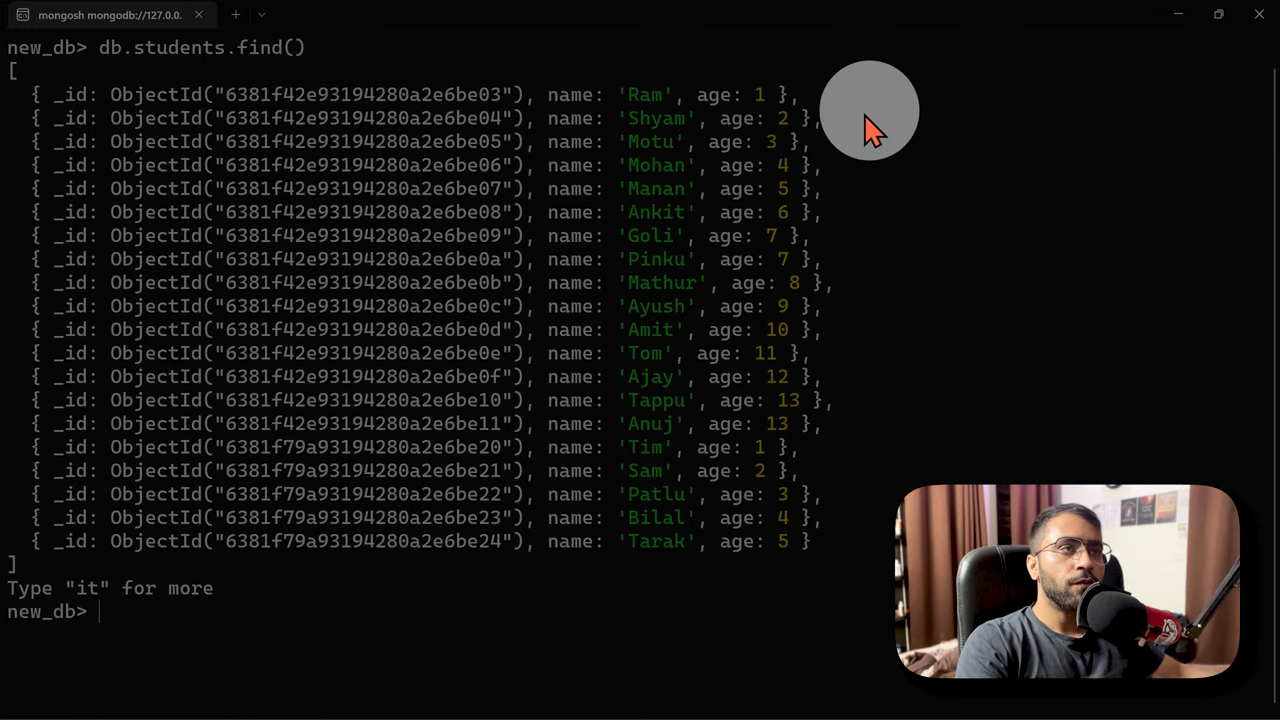 mongosh mongodb://127.0.0.
new_db> db.students.find()
[
{ _id: ObjectId("6381f42e93194280a2e6be03"), name: 'Ram', age: 1 },
{ _id: ObjectId("6381f42e93194280a2e6be04"), name: 'Shyam', age: 2 },
{ _id: ObjectId("6381f42e93194280a2e6be05"), name: 'Motu', age: 3 },
{ _id: ObjectId("6381f42e93194280a2e6be06"), name: 'Mohan', age: 4 },
{ _id: ObjectId("6381f42e93194280a2e6be07"), name: 'Manan', age: 5 },
{ _id: ObjectId("6381f42e93194280a2e6be08"), name: 'Ankit', age: 6 },
{ _id: ObjectId("6381f42e93194280a2e6be09"), name: 'Goli', age: 7 },
{ _id: ObjectId("6381f42e93194280a2e6be0a"), name: 'Pinku', age: 7 },
{ _id: ObjectId("6381f42e93194280a2e6be0b"), name: 'Mathur', age: 8 },
{ _id: ObjectId("6381f42e93194280a2e6be0c"), name: 'Ayush', age: 9 },
{ _id: ObjectId("6381f42e93194280a2e6be0d"), name: 'Amit', age: 10 },
{ _id: ObjectId("6381f42e93194280a2e6be0e"), name: 'Tom', age: 11 },
{ _id: ObjectId("6381f42e93194280a2e6be0f"), name: 'Ajay', age: 12 },
{ _id: ObjectId("6381f42e93194280a2e6be10"), name: 'Tappu', age: 13 },
{ _id: ObjectId("6381f42e93194280a2e6be11"), name: 'Anuj', age: 13 },
{ _id: ObjectId("6381f79a93194280a2e6be20"), name: 'Tim', age: 1 },
{ _id: ObjectId("6381f79a93194280a2e6be21"), name: 'Sam', age: 2 },
{ _id: ObjectId("6381f79a93194280a2e6be22"), name: 'Patlu', age: 3 },
{ _id: ObjectId("6381f79a93194280a2e6be23"), name: 'Bilal', age: 4 },
{ _id: ObjectId("6381f79a93194280a2e6be24"), name: 'Tarak', age: 5 }
]
Type "it" for more
new_db>